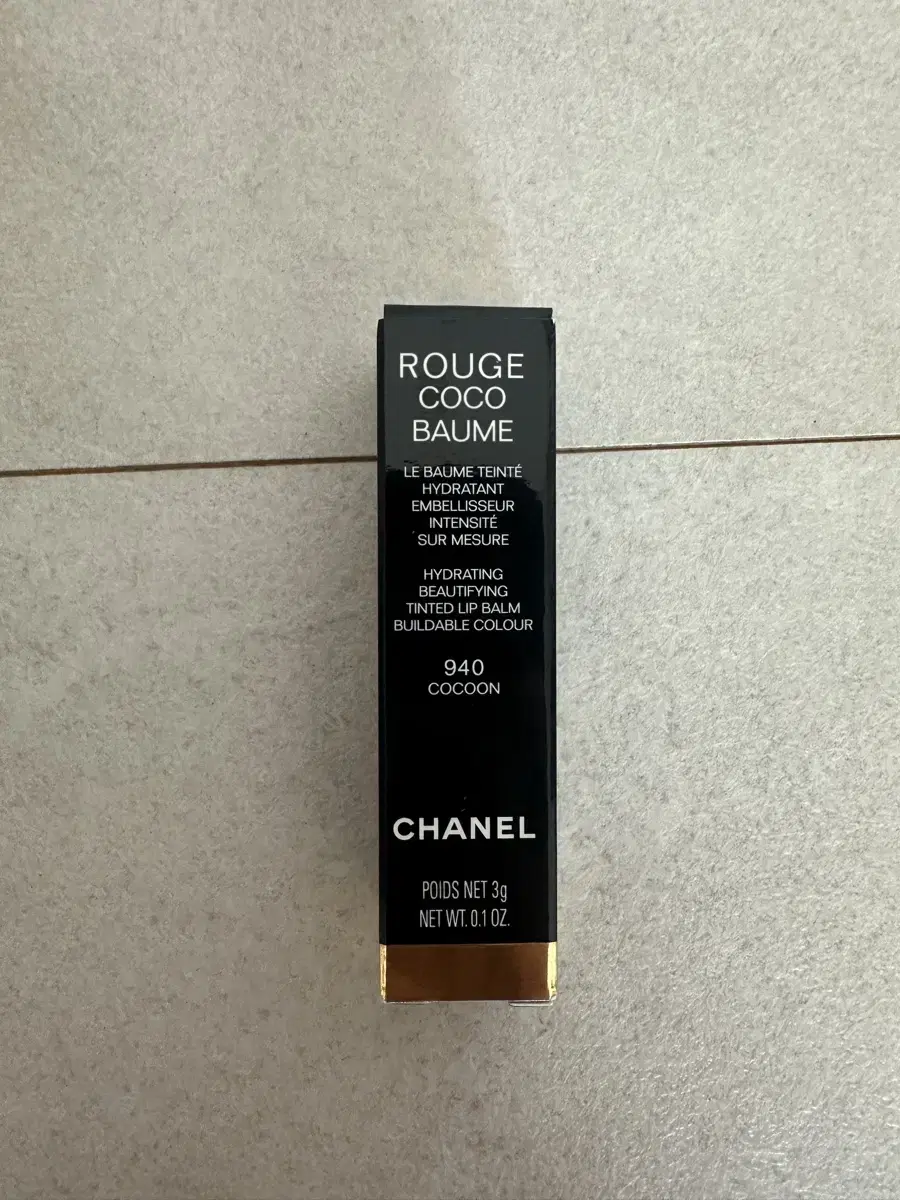 ROUGE
COCO
BAUME
LE BAUME TEINTÉ
HYDRATANT
EMBELLISSEUR
INTENSITÉ
SUR MESURE
HYDRATING
BEAUTIFYING
TINTED LIP BALM
BUILDABLE COLOUR
940
COCOON
CHANEL
POIDS NET 3g
NET WT. 0.1 OZ.